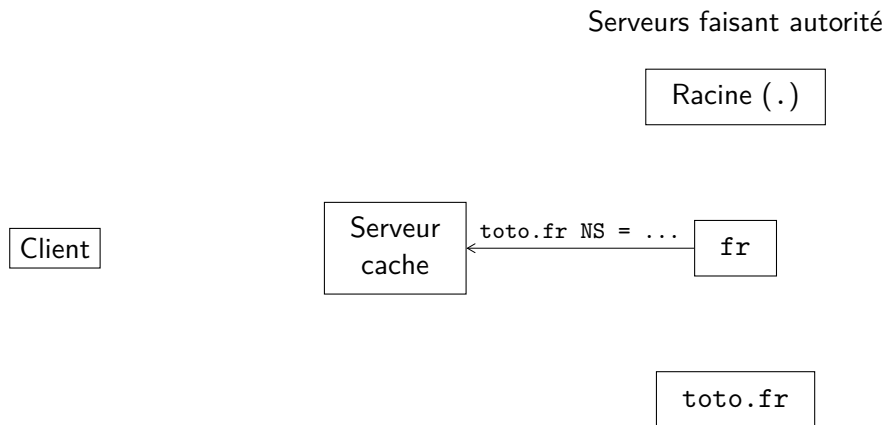 Serveurs faisant autorité
Racine (.)
Client
Serveur
cache
toto.fr NS = ...
fr
toto.fr